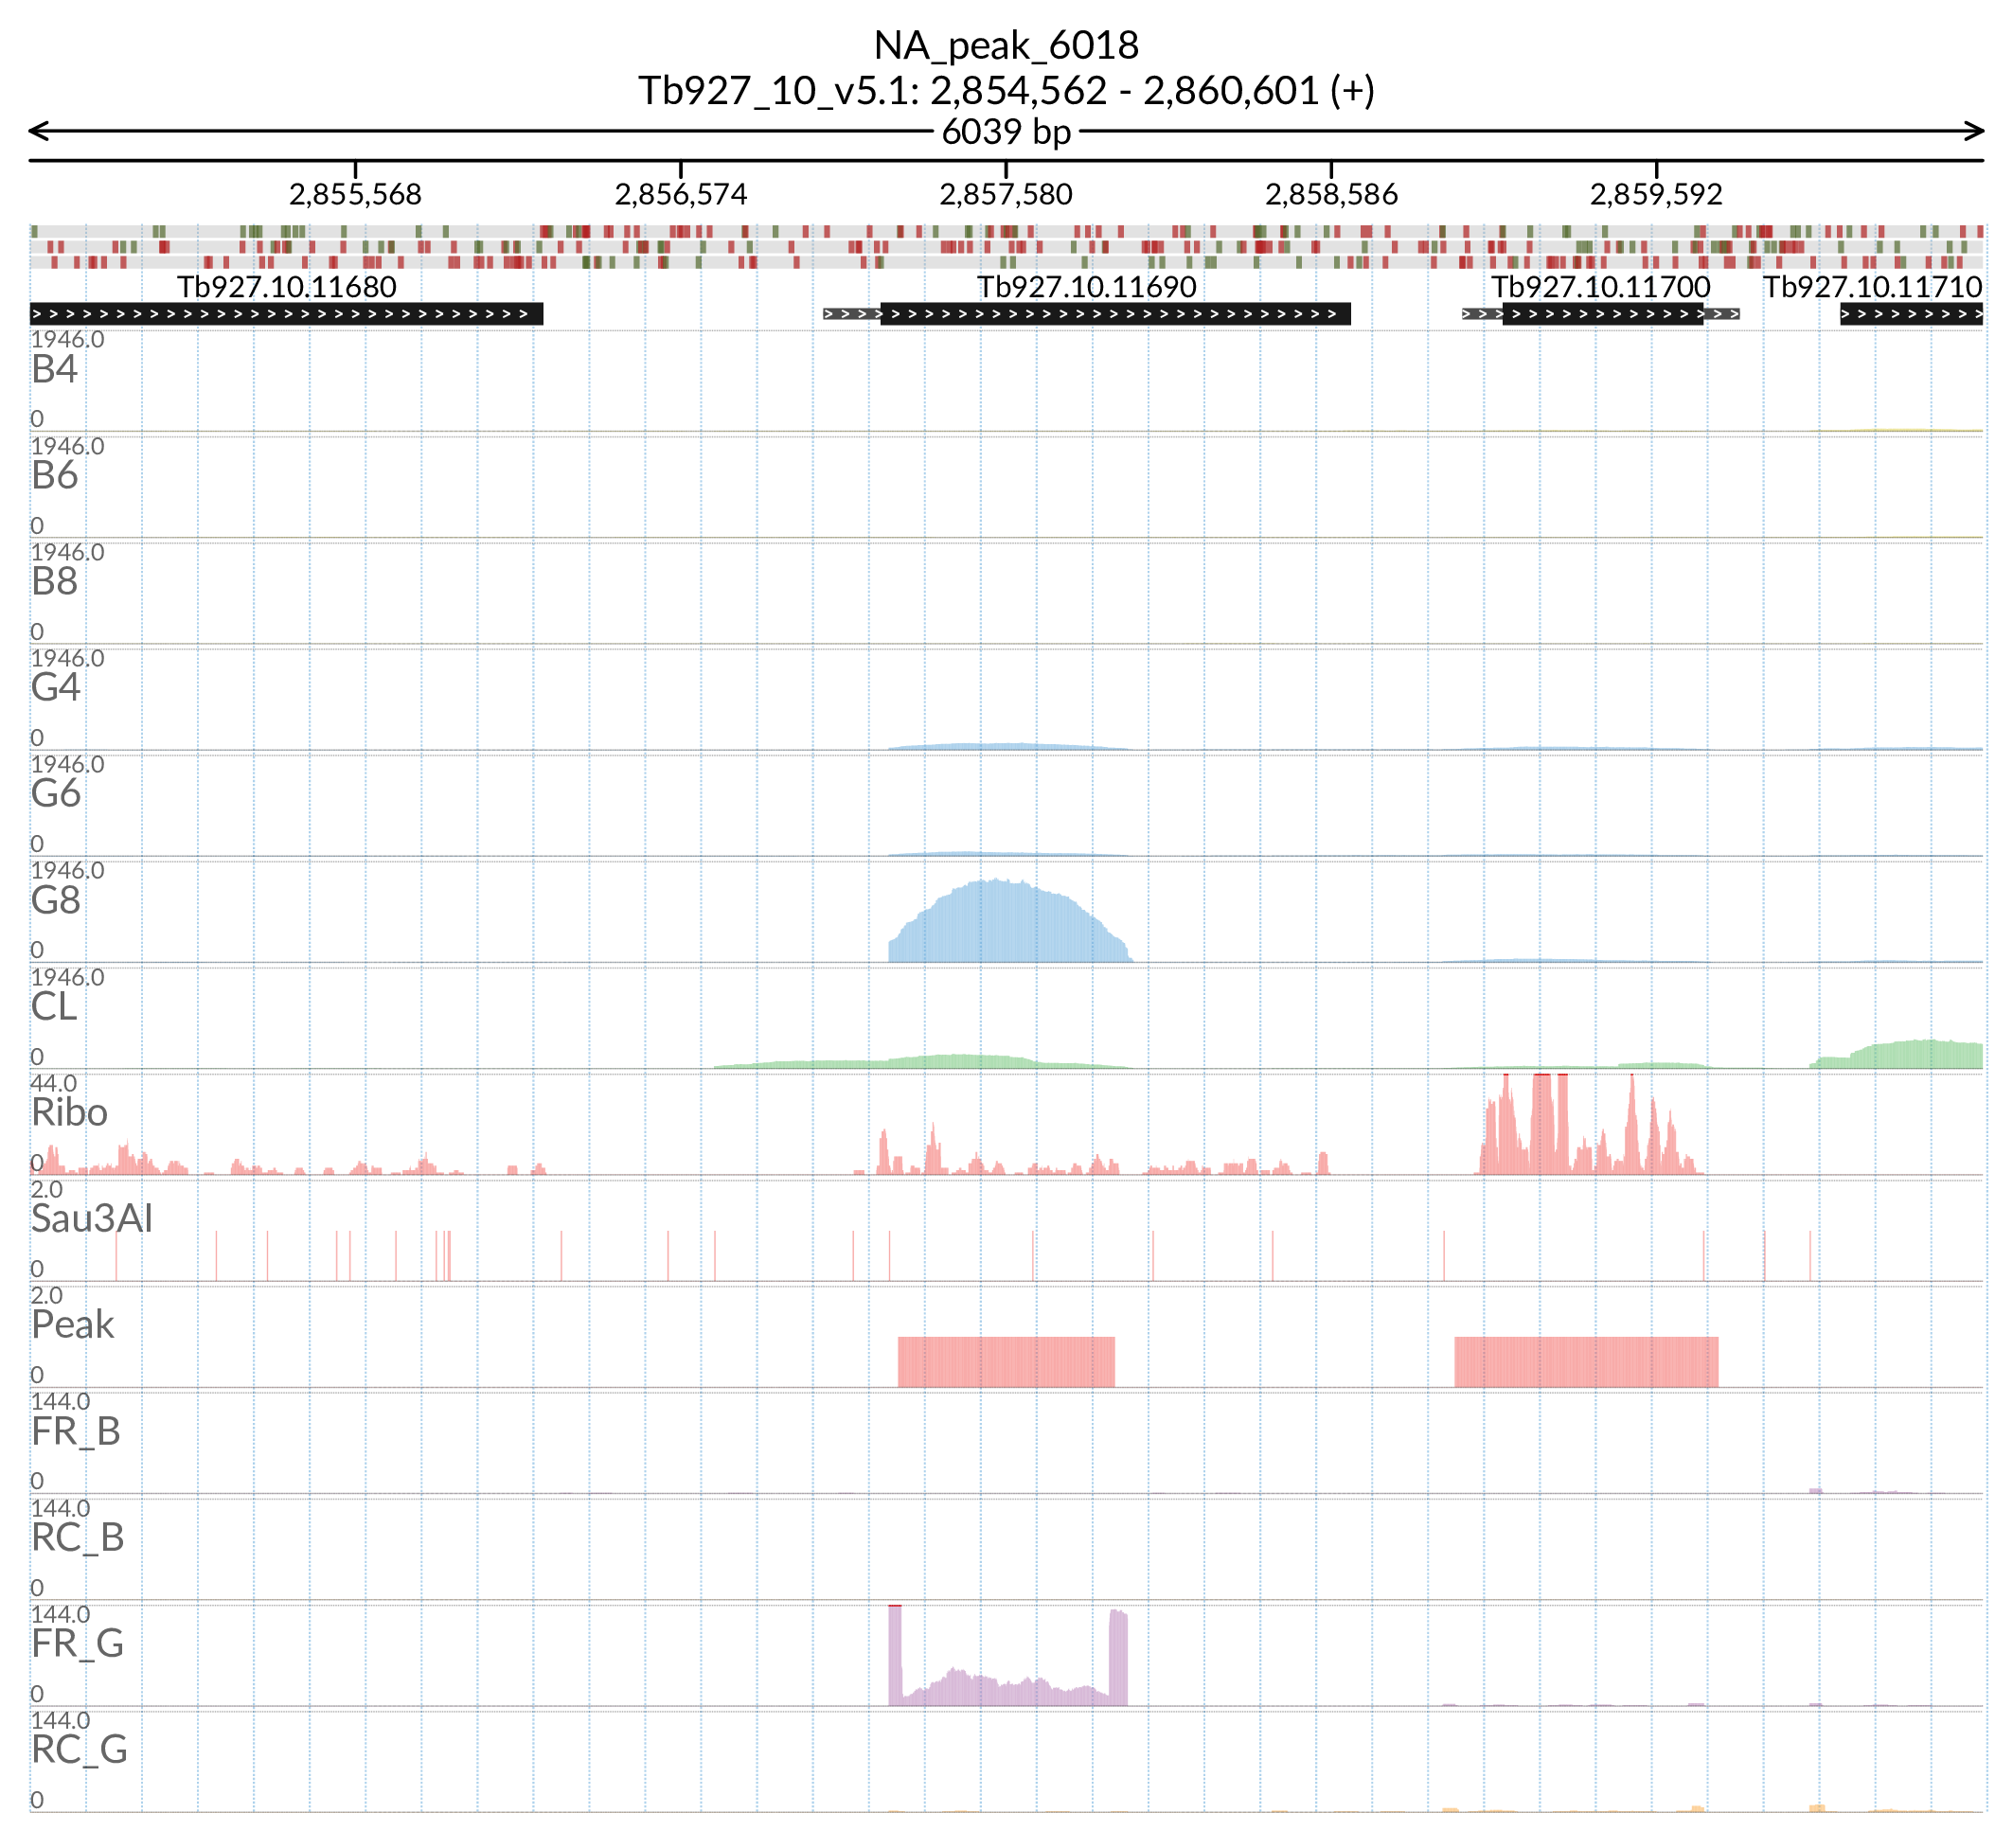 NA_peak_6018
Tb927_10_v5.1: 2,854,562 - 2,860,601 (+)
6039 bp
2,855,568 2,856,574 2,857,580 2,858,586 2,859,592
Tb927.10.11680 Tb927.10.11690 Tb927.10.11700 Tb927.10.11710
1946.0
B4
0
1946.0
B6
0
1946.0
B8
0
1946.0
G4
0
1946.0
G6
0
1946.0
G8
0
1946.0
CL
0
44.0
Ribo
0
2.0
Sau3AI
0
2.0
Peak
0
144.0
FR_B
0
144.0
RC_B
0
144.0
FR_G
0
144.0
RC_G
0